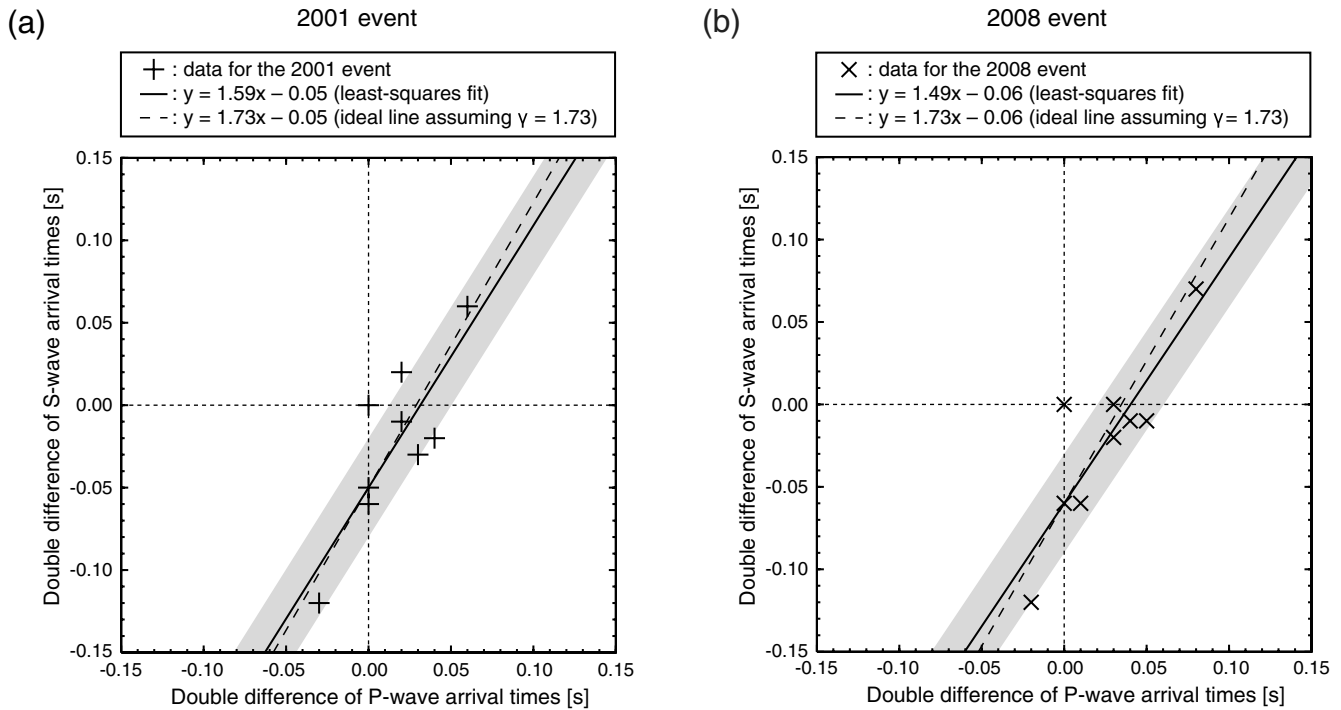 (a)
2001 event
: data for the 2001 event
: y = 1.59x – 0.05 (least-squares fit)
: y = 1.73x – 0.05 (ideal line assuming γ = 1.73)
0.15
0.10
0.05
0.00
-0.05
-0.10
-0.15
Double difference of S-wave arrival times [s]
-0.15 -0.10 -0.05 0.00 0.05 0.10 0.15
Double difference of P-wave arrival times [s]
(b)
2008 event
: data for the 2008 event
: y = 1.49x – 0.06 (least-squares fit)
: y = 1.73x – 0.06 (ideal line assuming γ = 1.73)
0.15
0.10
0.05
0.00
-0.05
-0.10
-0.15
Double difference of S-wave arrival times [s]
-0.15 -0.10 -0.05 0.00 0.05 0.10 0.15
Double difference of P-wave arrival times [s]